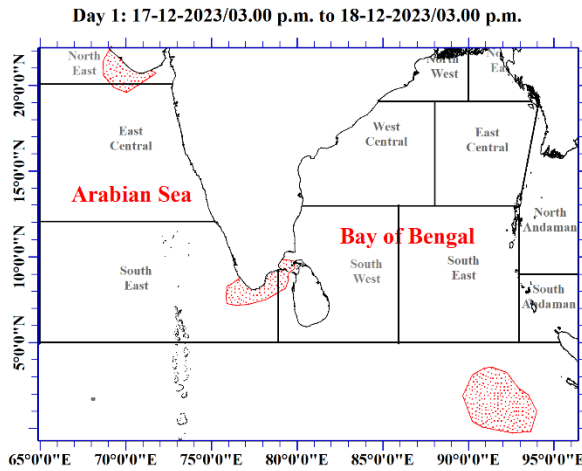 Day 1: 17-12-2023/03.00 p.m. to 18-12-2023/03.00 p.m.
North
East
North
West
20°0'0"N
East
Central
West
Central
East
Central
15°0'0"N
Arabian Sea
Bay of Bengal
North
Andaman
10°0'0"N
South
East
South
West
South
East
South
Andaman
5°0'0"N
65°0'0"E 70°0'0"E 75°0'0"E 80°0'0"E 85°0'0"E 90°0'0"E 95°0'0"E